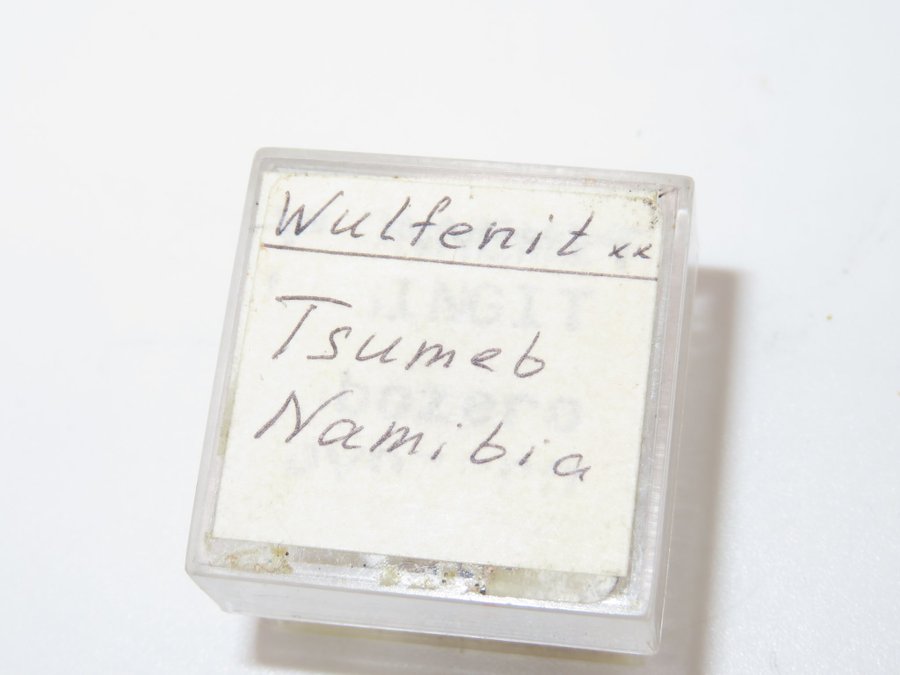 Wulfenit xx
Tsumeb
Namibia